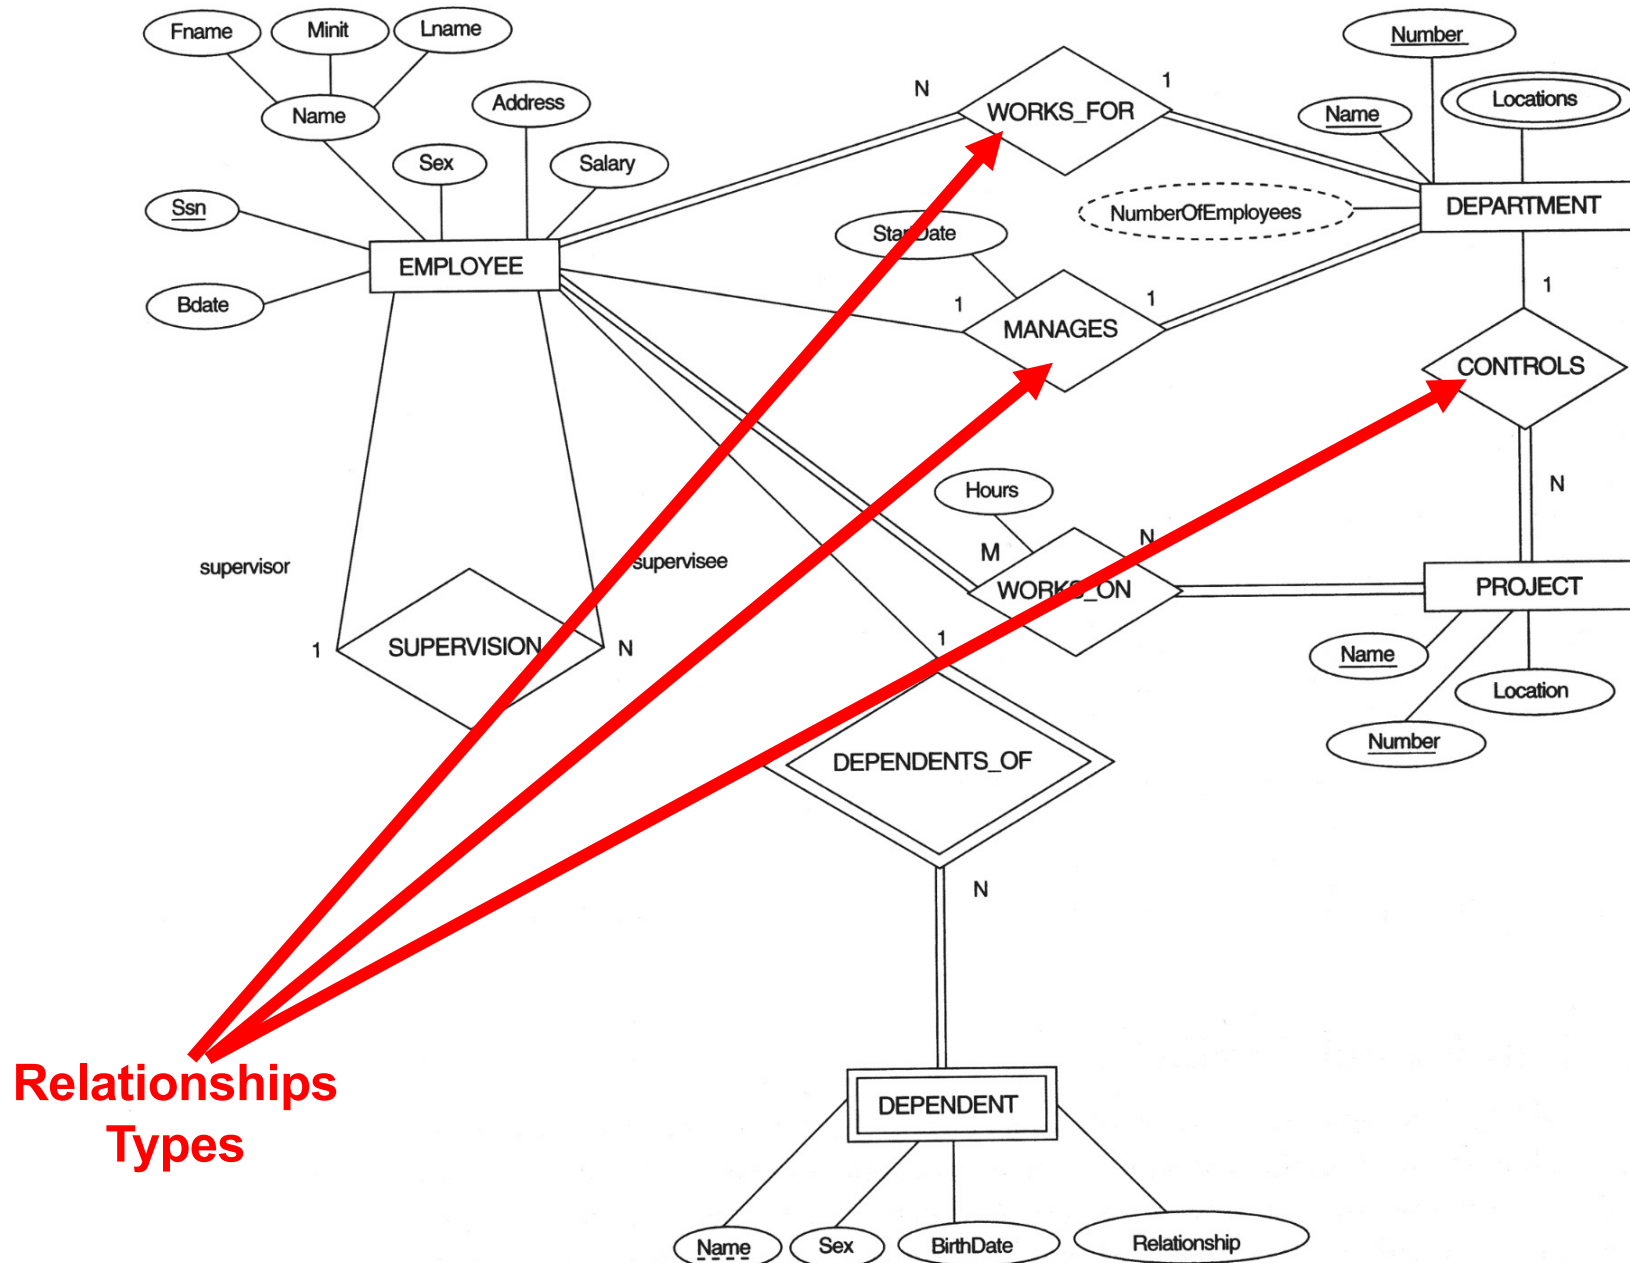 Fname
Minit
Lname
Number
Name
Address
N
WORKS_FOR
1
Name
Locations
Sex
Salary
Ssn
StartDate
NumberOfEmployees
DEPARTMENT
EMPLOYEE
Bdate
1
MANAGES
1
1
CONTROLS
Hours
N
M
N
supervisor
supervisee
WORKS_ON
PROJECT
1
SUPERVISION
N
1
Name
Location
Number
DEPENDENTS_OF
N
Relationships
Types
DEPENDENT
Name
Sex
BirthDate
Relationship